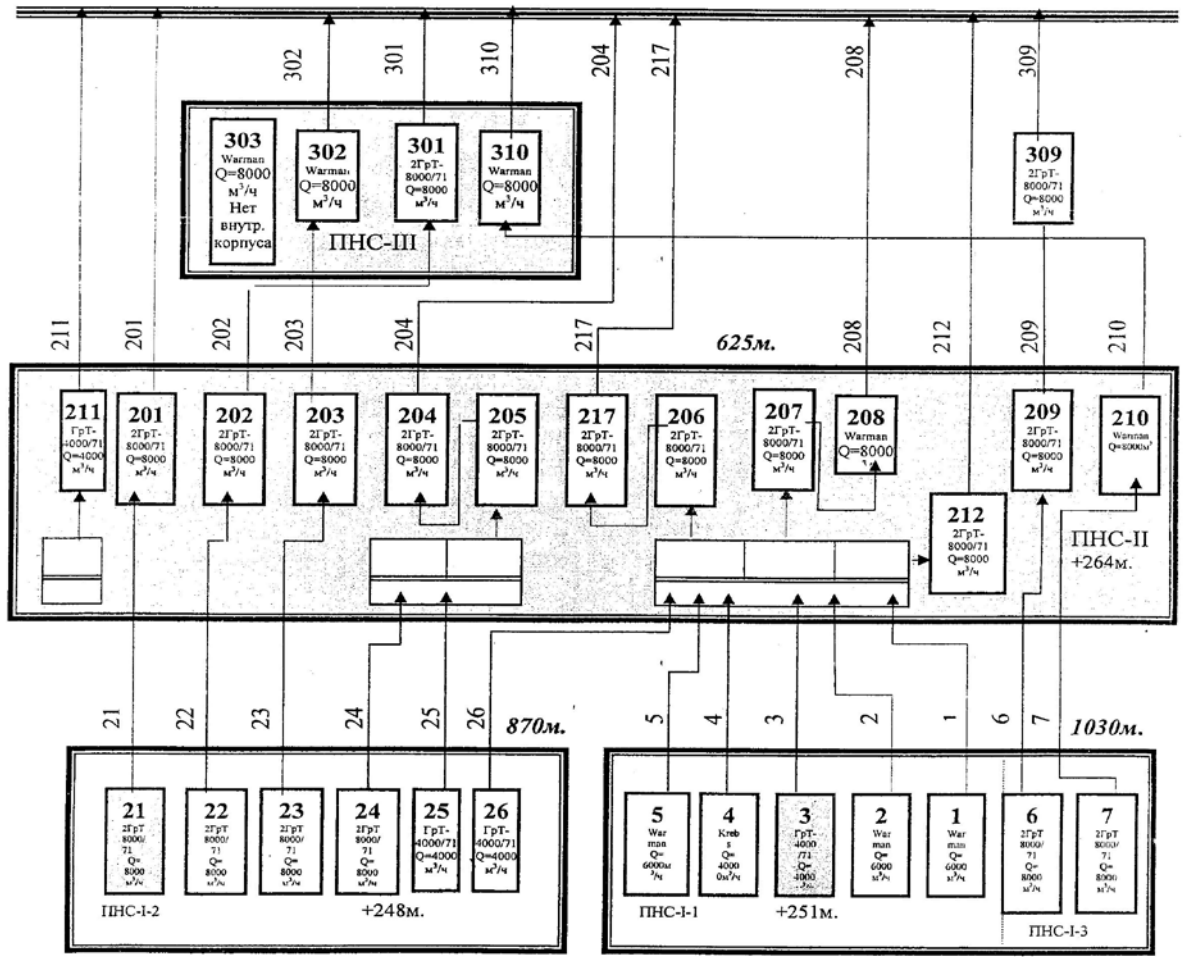 302
301
310
204
217
208
309
303
Warman
Q=8000
м³/ч
Нет
внутр.
корпуса
302
Warman
Q=8000
м³/ч
301
2ГрТ-
8000/71
Q=8000
м³/ч
310
Warman
Q=8000
м³/ч
309
2ГрТ-
8000/71
Q=8000
м³/ч
ПНС-III
211
201
202
203
204
217
625м.
208
212
209
210
211
ГрТ-
4000/71
Q=4000
м³/ч
201
2ГрТ-
8000/71
Q=8000
м³/ч
202
2ГрТ-
8000/71
Q=8000
м³/ч
203
2ГрТ-
8000/71
Q=8000
м³/ч
204
2ГрТ-
8000/71
Q=8000
м³/ч
205
2ГрТ-
8000/71
Q=8000
м³/ч
217
2ГрТ-
8000/71
Q=8000
м³/ч
206
2ГрТ-
8000/71
Q=8000
м³/ч
207
2ГрТ-
8000/71
Q=8000
м³/ч
208
Warman
Q=8000
209
2ГрТ-
8000/71
Q=8000
м³/ч
210
Warman
Q=8000м³
212
2ГрТ-
8000/71
Q=8000
м³/ч
ПНС-II
+264м.
21
22
23
24
25
26
870м.
5
4
3
2
1
6
7
1030м.
21
2ГрТ
8000/
71
Q=
8000
м³/ч
22
2ГрТ
8000/
71
Q=
8000
м³/ч
23
2ГрТ
8000/
71
Q=
8000
м³/ч
24
2ГрТ
8000/
71
Q=
8000
м³/ч
25
ГрТ-
4000/71
Q=4000
м³/ч
26
ГрТ-
4000/71
Q=4000
м³/ч
ПНС-I-2
+248м.
5
War
man
Q=
6000м
³/ч
4
Kreb
s
Q=
4000
0м³/ч
3
ГрТ-
4000
/71
Q=
4000
2
War
man
Q=
6000
м³/ч
1
War
man
Q=
6000
м³/ч
6
2ГрТ
8000/
71
Q=
8000
м³/ч
7
2ГрТ
8000/
71
Q=
8000
м³/ч
ПНС-I-1
+251м.
ПНС-I-3